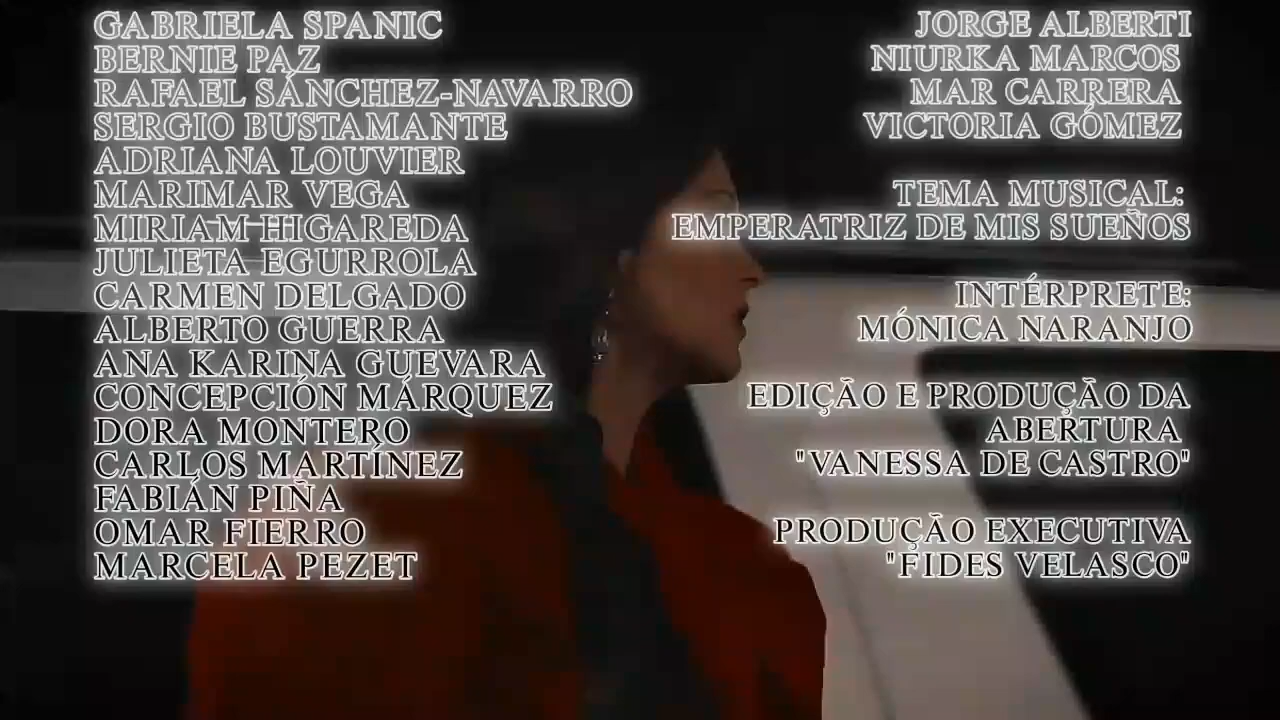 GABRIELA SPANIC
BERNIE PAZ
RAFAEL SÁNCHEZ-NAVARRO
SERGIO BUSTAMANTE
ADRIANA LOUVIER
MARIMAR VEGA
MIRIAM HIGAREDA
JULIETA EGURROLA
CARMEN DELGADO
ALBERTO GUERRA
ANA KARINA GUEVARA
CONCEPCIÓN MÁRQUEZ
DORA MONTERO
CARLOS MARTÍNEZ
FABIÁN PIÑA
OMAR FIERRO
MARCELA PEZET
JORGE ALBERTI
NIURKA MARCOS
MAR CARRERA
VICTORIA GÓMEZ
TEMA MUSICAL:
EMPERATRIZ DE MIS SUEÑOS
INTÉRPRETE:
MÓNICA NARANJO
EDIÇÃO E PRODUÇÃO DA
ABERTURA
"VANESSA DE CASTRO"
PRODUÇÃO EXECUTIVA
"FIDES VELASCO"